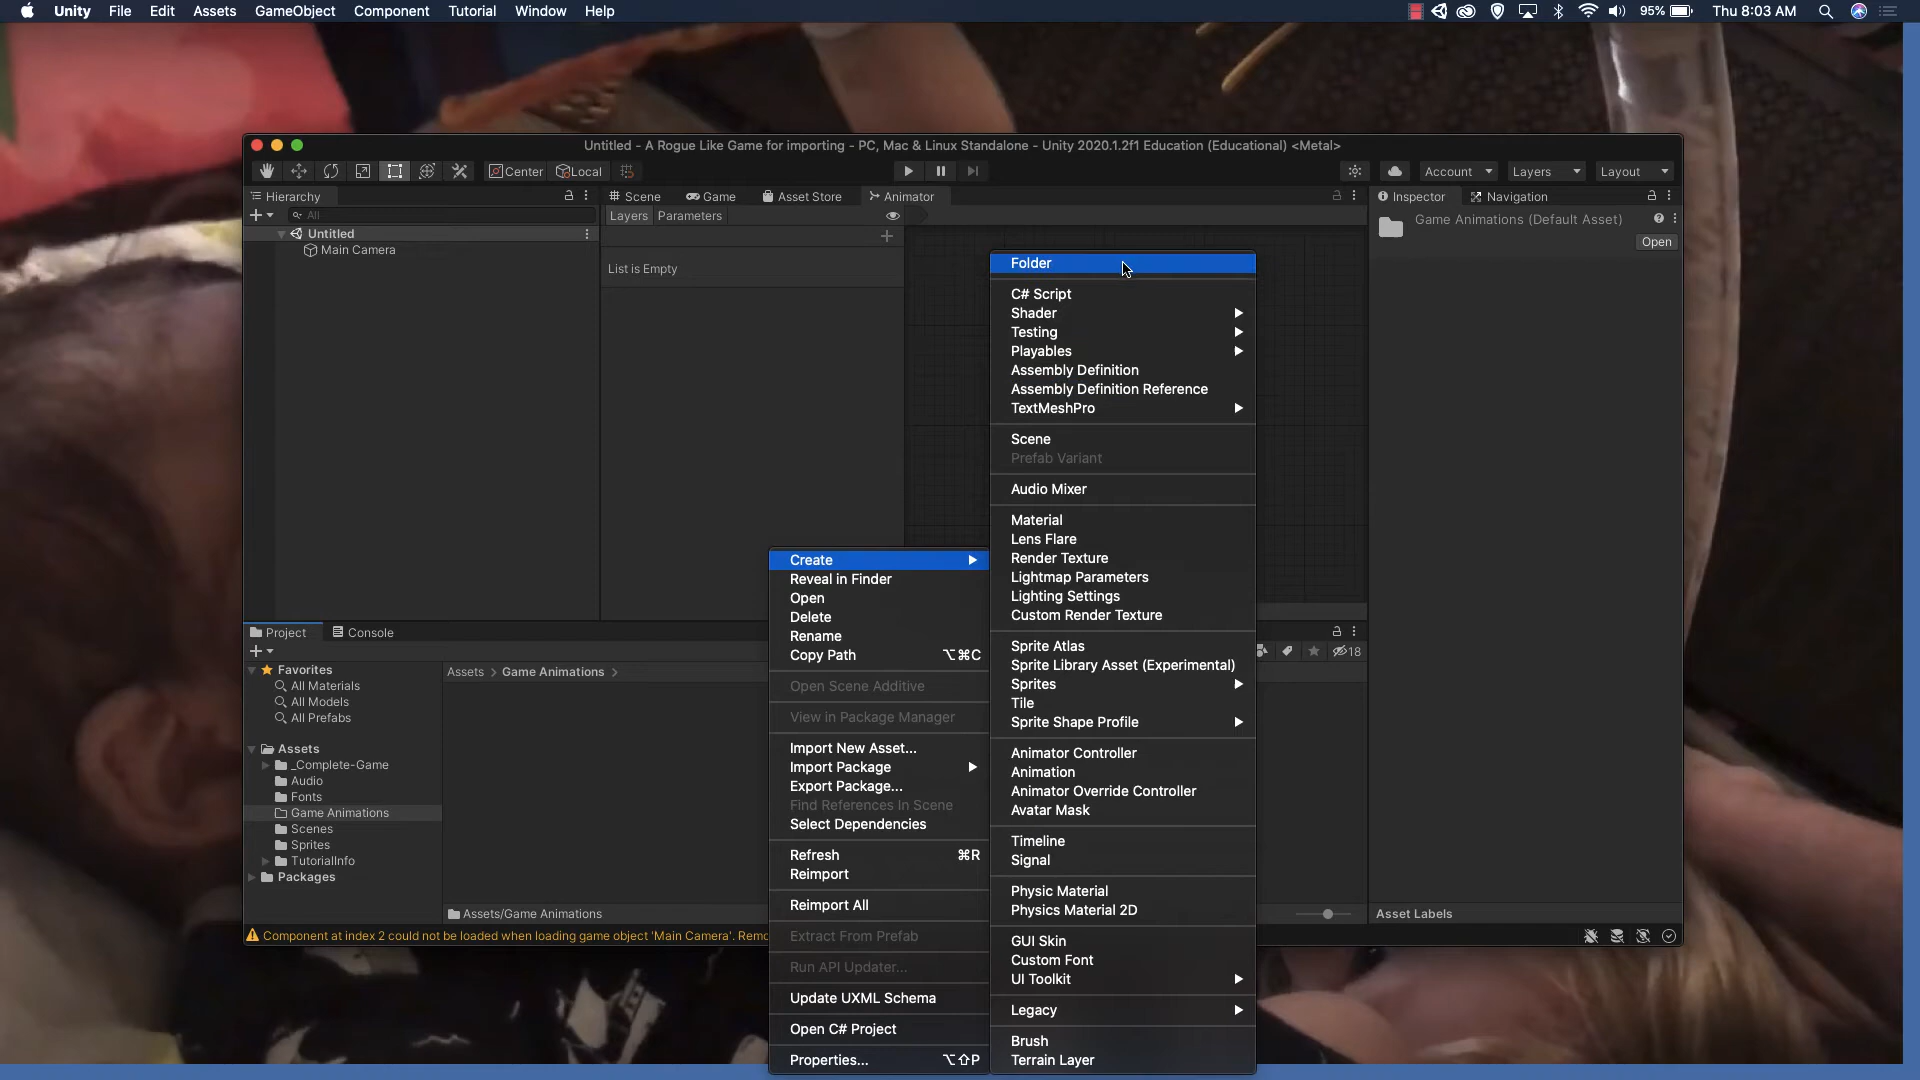 Unity File Edit Assets GameObject Component Tutorial Window Help 95% Thu 8:03 AM
Untitled - A Rogue Like Game for importing - PC, Mac & Linux Standalone - Unity 2020.1.2f1 Education (Educational) <Metal>
Center Local Account Layers Layout
Hierarchy Scene Game Asset Store Animator Inspector Navigation
All Layers Parameters Game Animations (Default Asset)
Open
Untitled
Main Camera
List is Empty
Folder
C# Script
Shader
Testing
Playables
Assembly Definition
Assembly Definition Reference
TextMeshPro
Scene
Prefab Variant
Audio Mixer
Material
Lens Flare
Render Texture
Lightmap Parameters
Lighting Settings
Custom Render Texture
Sprite Atlas
Sprite Library Asset (Experimental)
Sprites
Tile
Sprite Shape Profile
Animator Controller
Animation
Animator Override Controller
Avatar Mask
Timeline
Signal
Physic Material
Physics Material 2D
GUI Skin
Custom Font
UI Toolkit
Legacy
Brush
Terrain Layer
Create
Reveal in Finder
Open
Delete
Rename
Copy Path ⌥⌘C
Open Scene Additive
View in Package Manager
Import New Asset...
Import Package
Export Package...
Find References In Scene
Select Dependencies
Refresh ⌘R
Reimport
Reimport All
Extract From Prefab
Run API Updater...
Update UXML Schema
Open C# Project
Properties... ⌥⇧P
Project Console
18
Favorites
All Materials
All Models
All Prefabs
Assets
_Complete-Game
Audio
Fonts
Game Animations
Scenes
Sprites
TutorialInfo
Packages
Assets > Game Animations >
Assets/Game Animations
Asset Labels
Component at index 2 could not be loaded when loading game object 'Main Camera'. Remo